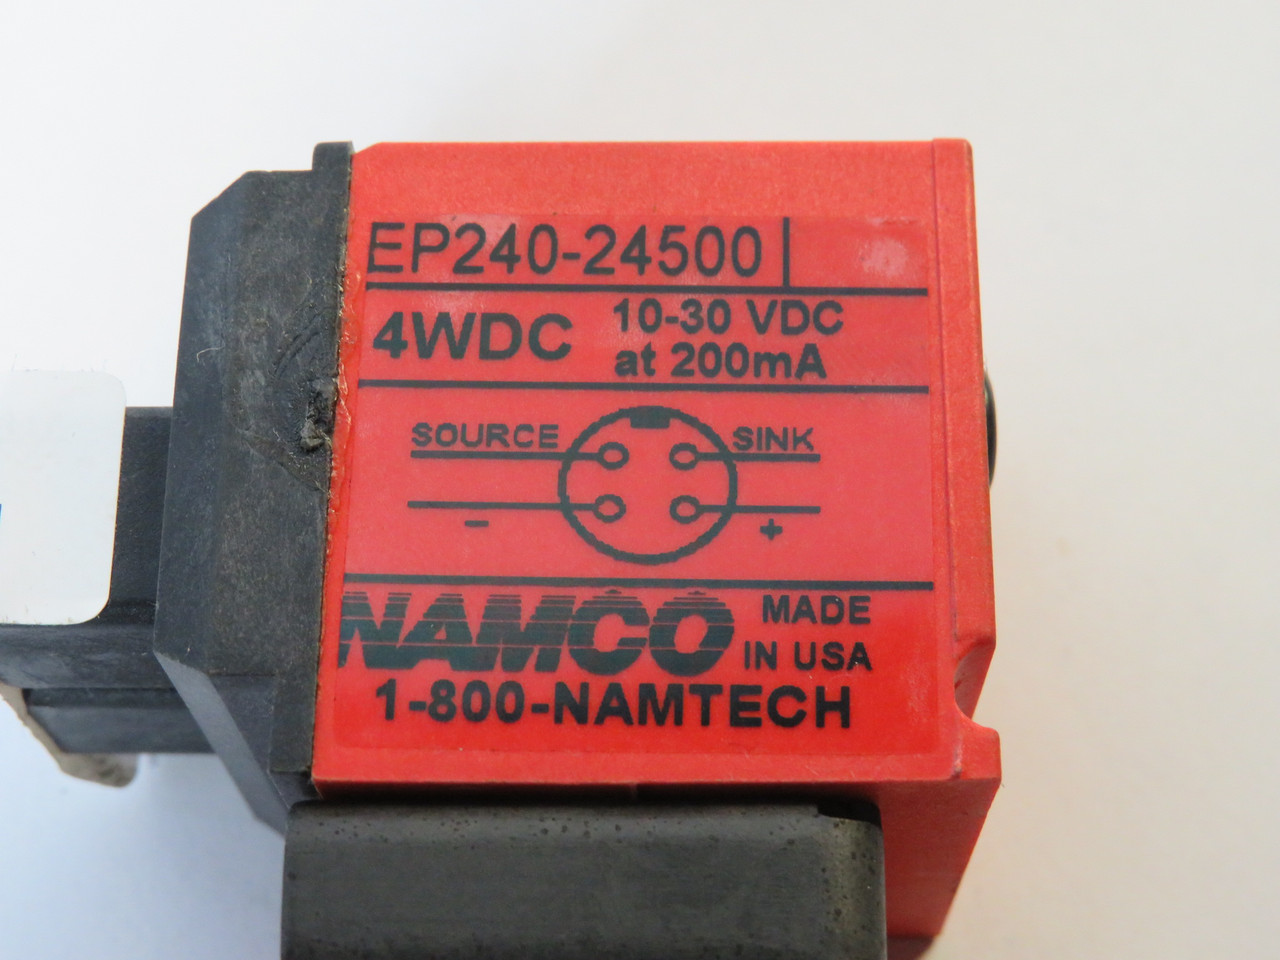 EP240-24500
4WDC 10-30 VDC
at 200mA
SOURCE SINK
- +
NAMCO MADE
IN USA
1-800-NAMTECH